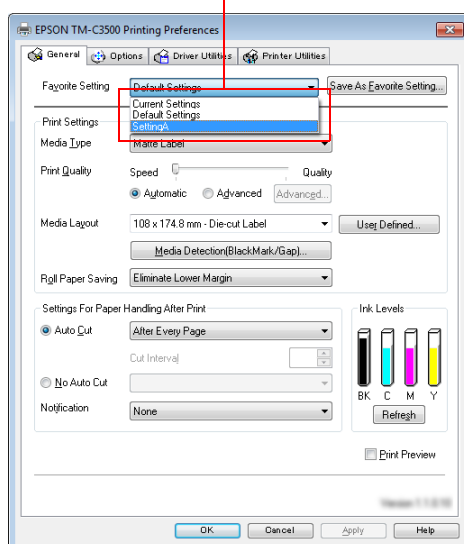 EPSON TM-C3500 Printing Preferences
General Options Driver Utilities Printer Utilities
Favorite Setting Default Settings Save As Favorite Setting...
Current Settings
Default Settings
SettingA
Print Settings
Media Type Matte Label
Print Quality Speed Quality
Automatic Advanced Advanced...
Media Layout 108 x 174.8 mm - Die-cut Label User Defined...
Media Detection(BlackMark/Gap)...
Roll Paper Saving Eliminate Lower Margin
Settings For Paper Handling After Print Ink Levels
Auto Cut After Every Page
Cut Interval
No Auto Cut
BK C M Y
Notification None Refresh
Print Preview
OK Cancel Apply Help